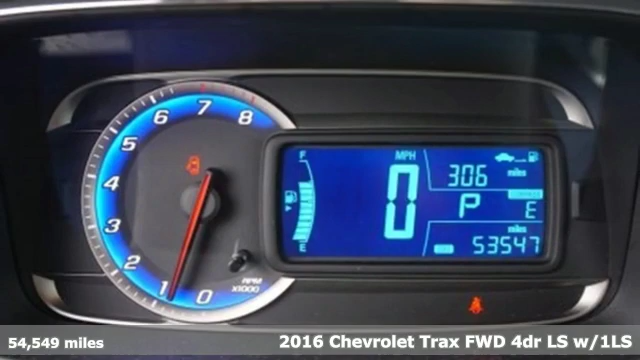 8
7
6
5
4
3
2
1
0
RPM
X1000
F
E
MPH
0
306
miles
P
E
miles
53547
54,549 miles
2016 Chevrolet Trax FWD 4dr LS w/1LS